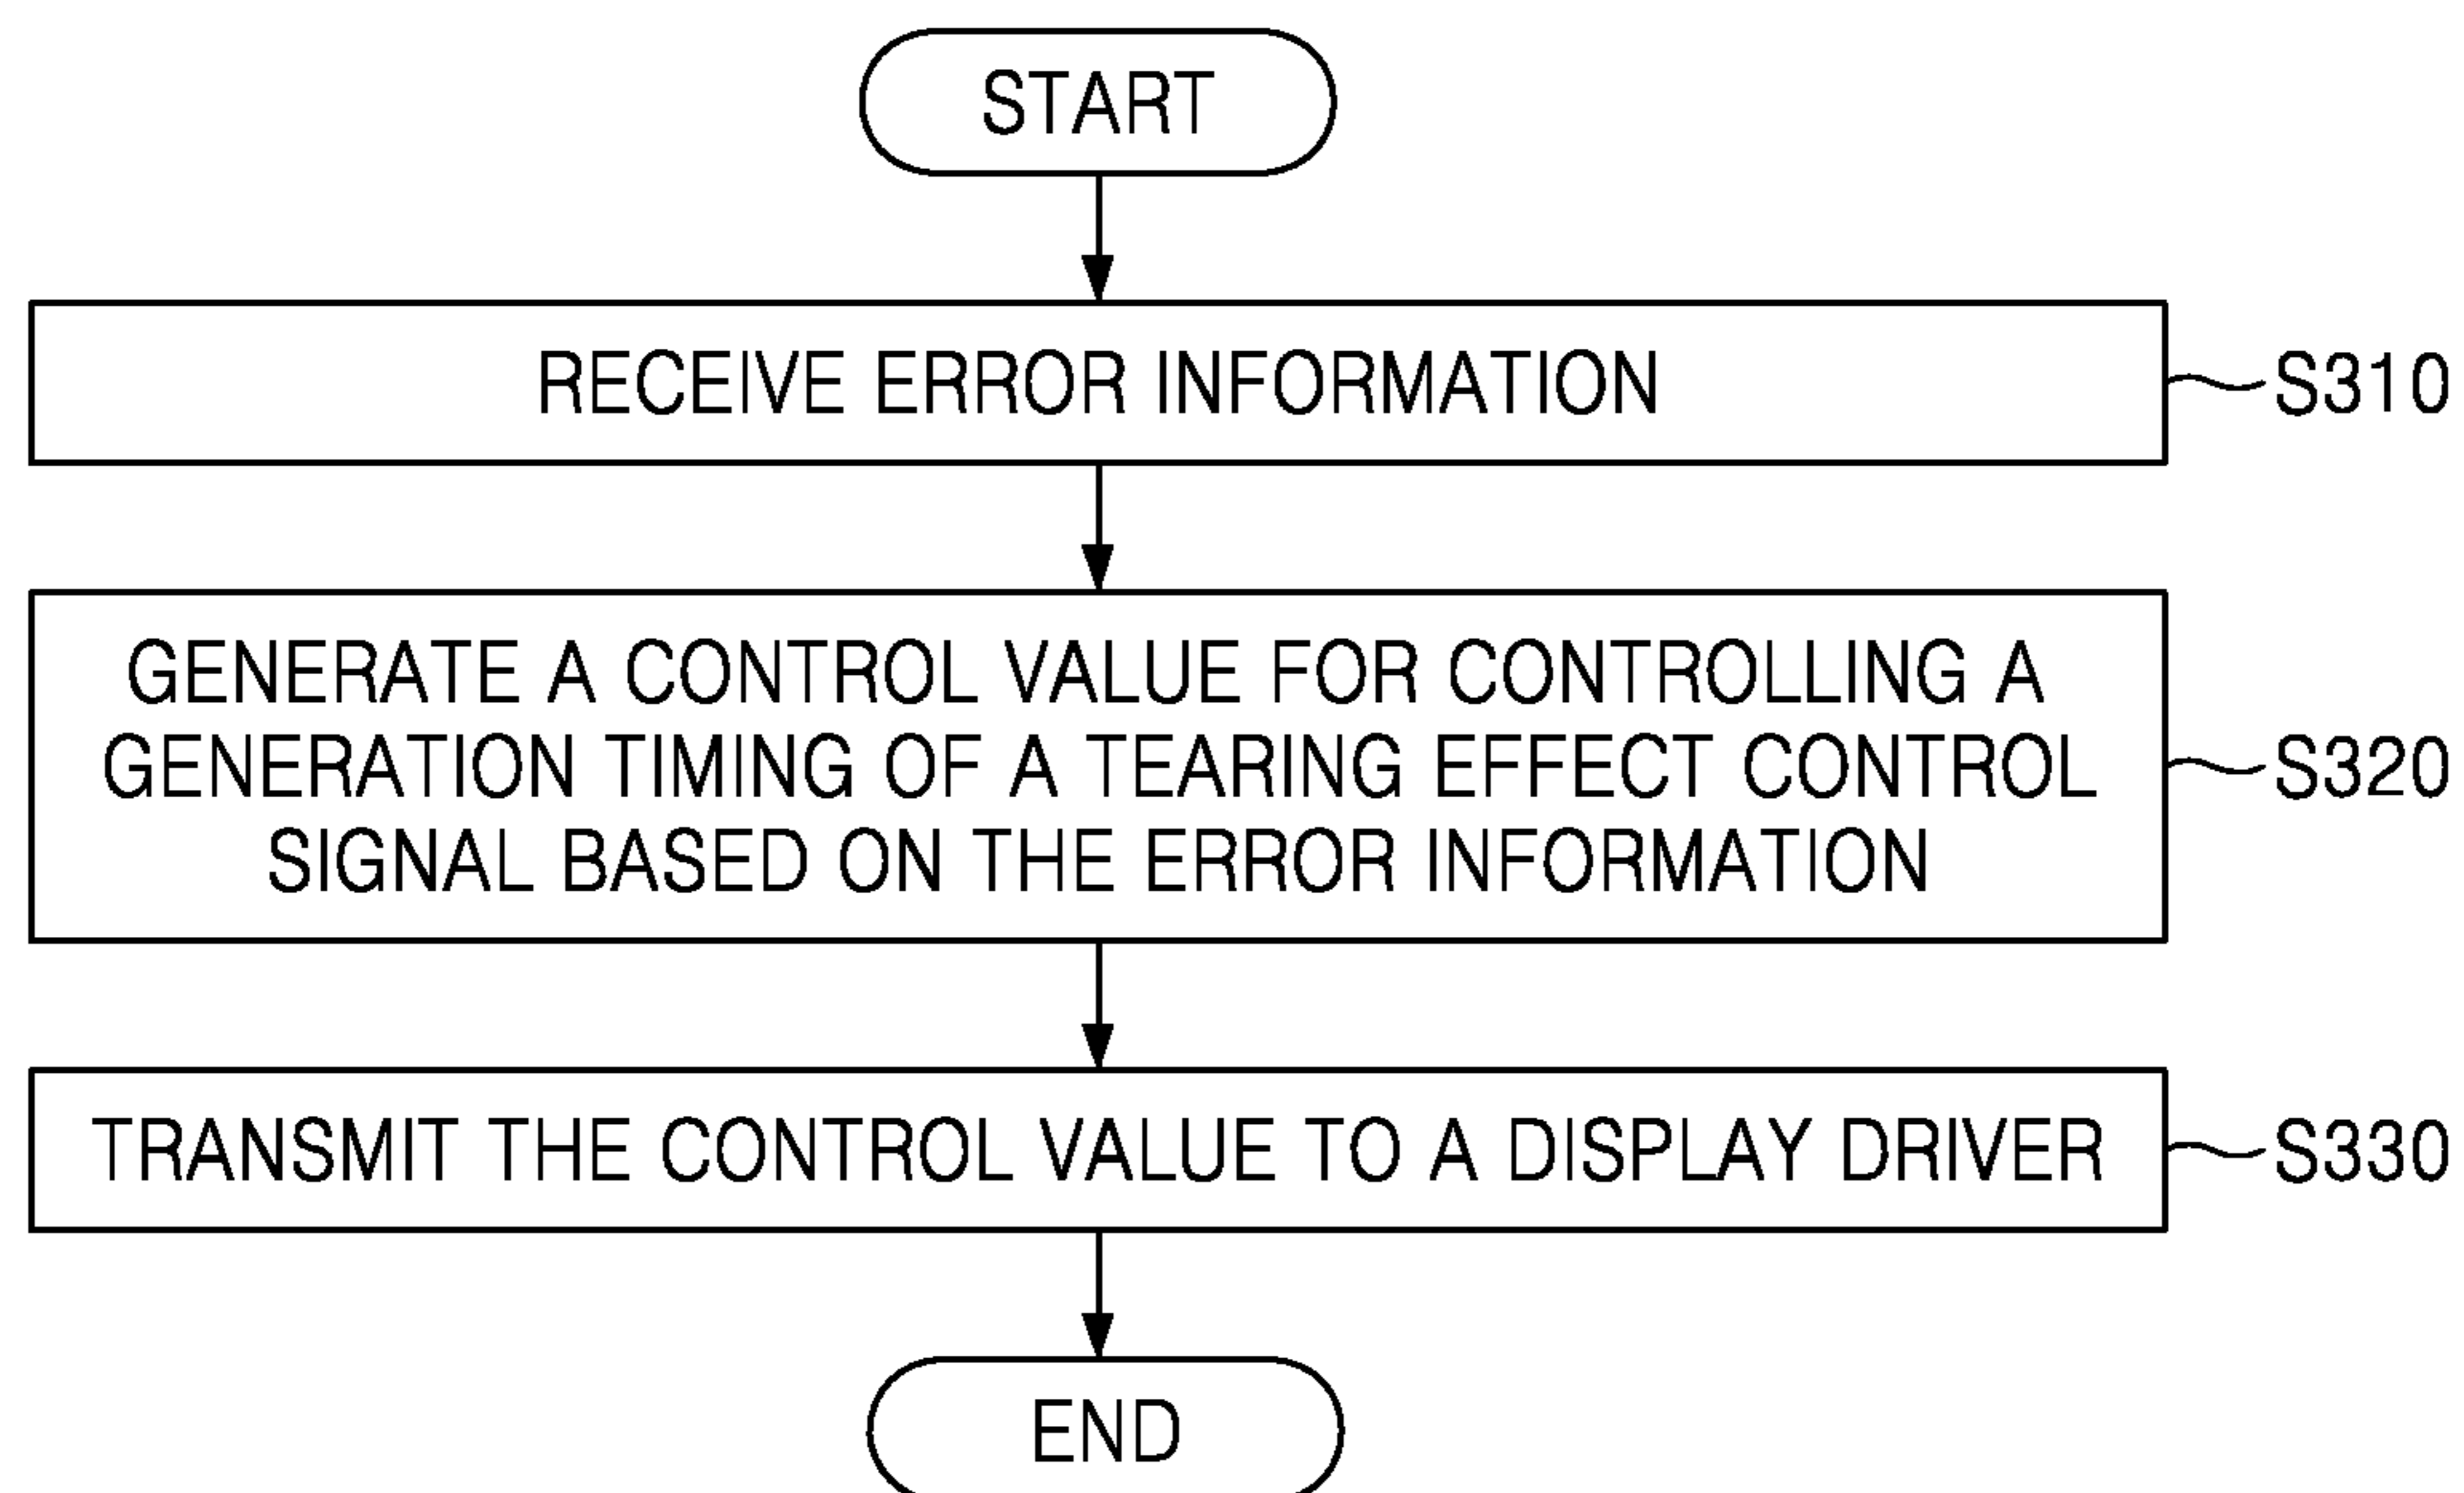 START
RECEIVE ERROR INFORMATION
S310
GENERATE A CONTROL VALUE FOR CONTROLLING A
GENERATION TIMING OF A TEARING EFFECT CONTROL
SIGNAL BASED ON THE ERROR INFORMATION
S320
TRANSMIT THE CONTROL VALUE TO A DISPLAY DRIVER
S330
END